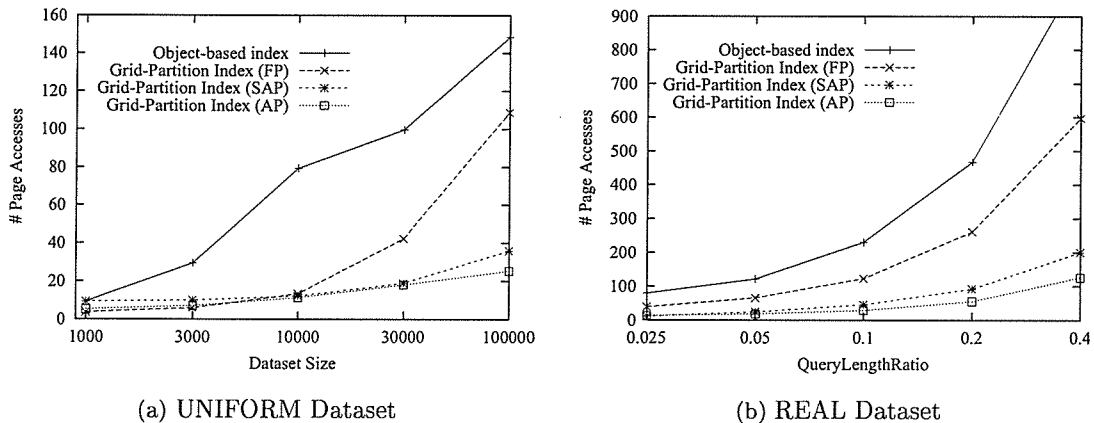 160
140
120
100
80
60
40
20
0
# Page Accesses
Object-based index
Grid-Partition Index (FP)
Grid-Partition Index (SAP)
Grid-Partition Index (AP)
1000 3000 10000 30000 100000
Dataset Size
(a) UNIFORM Dataset
900
800
700
600
500
400
300
200
100
0
# Page Accesses
Object-based index
Grid-Partition Index (FP)
Grid-Partition Index (SAP)
Grid-Partition Index (AP)
0.025 0.05 0.1 0.2 0.4
QueryLengthRatio
(b) REAL Dataset